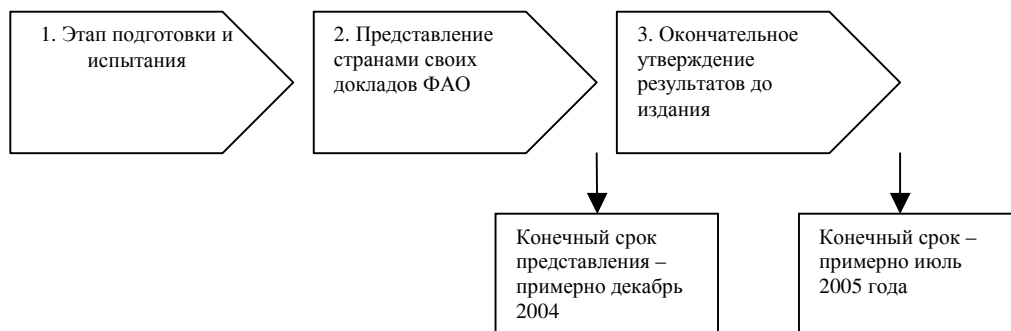 1. Этап подготовки и
испытания
2. Представление
странами своих
докладов ФАО
3. Окончательное
утверждение
результатов до
издания
Конечный срок
представления –
примерно декабрь
2004
Конечный срок –
примерно июль
2005 года